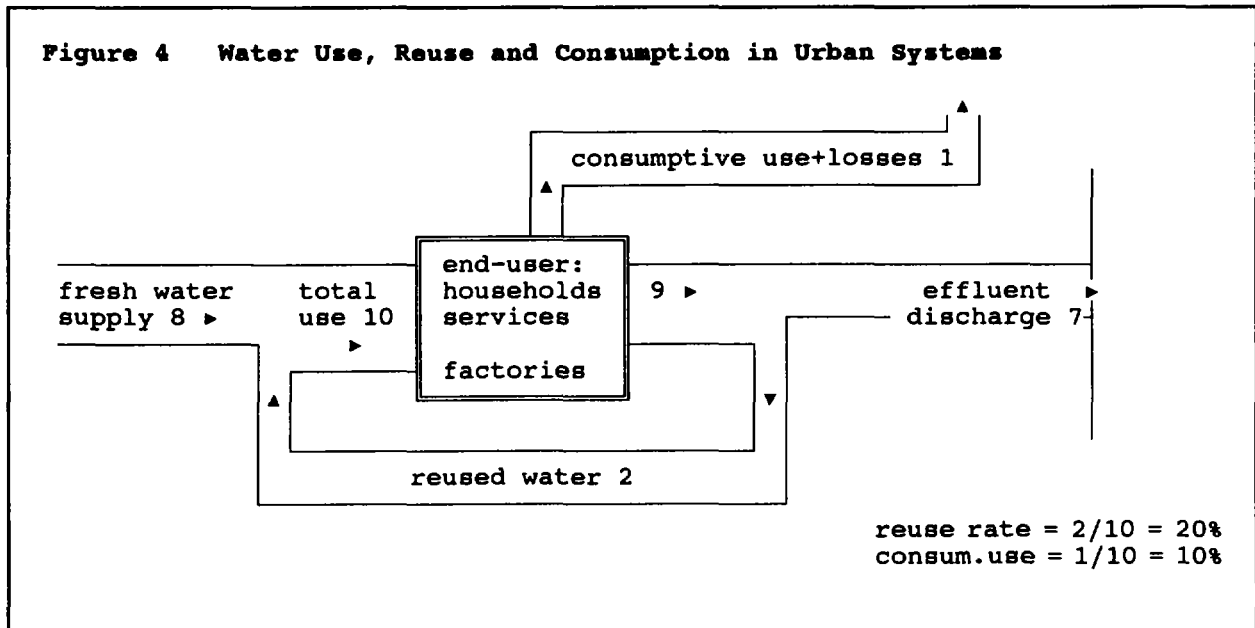 Figure 4 Water Use, Reuse and Consumption in Urban Systems
consumptive use+losses 1
end-user:
fresh water total households 9 ► effluent
supply 8 ► use 10 services discharge 7
►
factories
reused water 2
reuse rate = 2/10 = 20%
consum.use = 1/10 = 10%